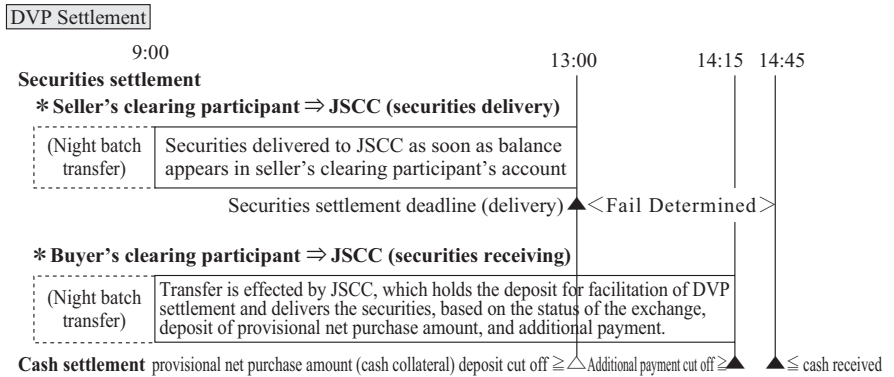 DVP Settlement
9:00
13:00
14:15
14:45
Securities settlement
＊Seller's clearing participant ⇒ JSCC (securities delivery)
(Night batch
transfer)
Securities delivered to JSCC as soon as balance
appears in seller's clearing participant's account
Securities settlement deadline (delivery) ▲＜Fail Determined＞
＊Buyer's clearing participant ⇒ JSCC (securities receiving)
(Night batch
transfer)
Transfer is effected by JSCC, which holds the deposit for facilitation of DVP
settlement and delivers the securities, based on the status of the exchange,
deposit of provisional net purchase amount, and additional payment.
Cash settlement provisional net purchase amount (cash collateral) deposit cut off ≧△Additional payment cut off ≧▲ ▲≦ cash received